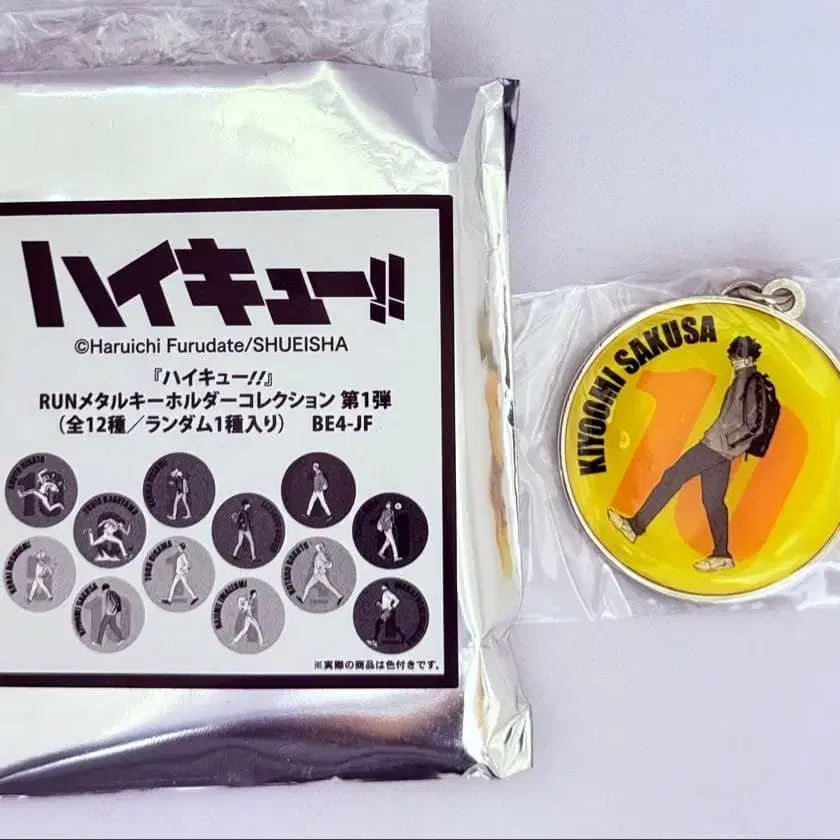 ハイキュー!!
©Haruichi Furudate/SHUEISHA
『ハイキュー!!』
RUNメタルキーホルダーコレクション 第1弾
(全12種／ランダム1種入り) BE4-JF
※実際の商品は色付きです。
KIYOOMI SAKUSA
10